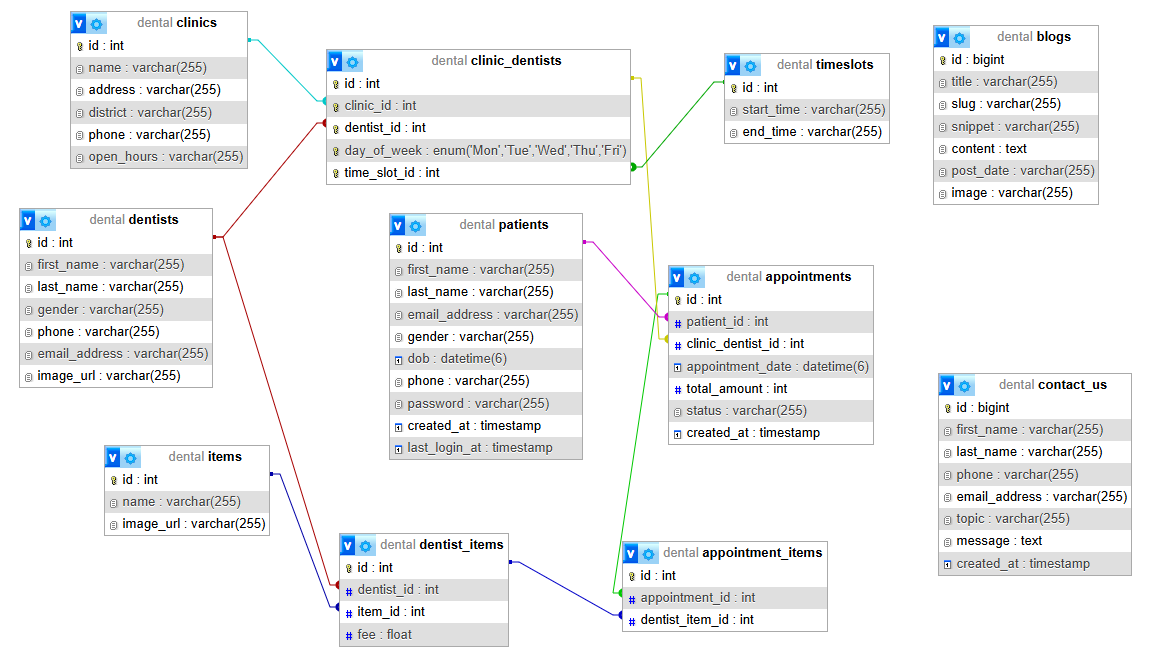 dental clinics
id : int
name : varchar(255)
address : varchar(255)
district : varchar(255)
phone : varchar(255)
open_hours : varchar(255)
dental clinic_dentists
id : int
clinic_id : int
dentist_id : int
day_of_week : enum('Mon','Tue','Wed','Thu','Fri')
time_slot_id : int
dental timeslots
id : int
start_time : varchar(255)
end_time : varchar(255)
dental blogs
id : bigint
title : varchar(255)
slug : varchar(255)
snippet : varchar(255)
content : text
post_date : varchar(255)
image : varchar(255)
dental dentists
id : int
first_name : varchar(255)
last_name : varchar(255)
gender : varchar(255)
phone : varchar(255)
email_address : varchar(255)
image_url : varchar(255)
dental patients
id : int
first_name : varchar(255)
last_name : varchar(255)
email_address : varchar(255)
gender : varchar(255)
dob : datetime(6)
phone : varchar(255)
password : varchar(255)
created_at : timestamp
last_login_at : timestamp
dental appointments
id : int
patient_id : int
clinic_dentist_id : int
appointment_date : datetime(6)
total_amount : int
status : varchar(255)
created_at : timestamp
dental contact_us
id : bigint
first_name : varchar(255)
last_name : varchar(255)
phone : varchar(255)
email_address : varchar(255)
topic : varchar(255)
message : text
created_at : timestamp
dental items
id : int
name : varchar(255)
image_url : varchar(255)
dental dentist_items
id : int
dentist_id : int
item_id : int
fee : float
dental appointment_items
id : int
appointment_id : int
dentist_item_id : int